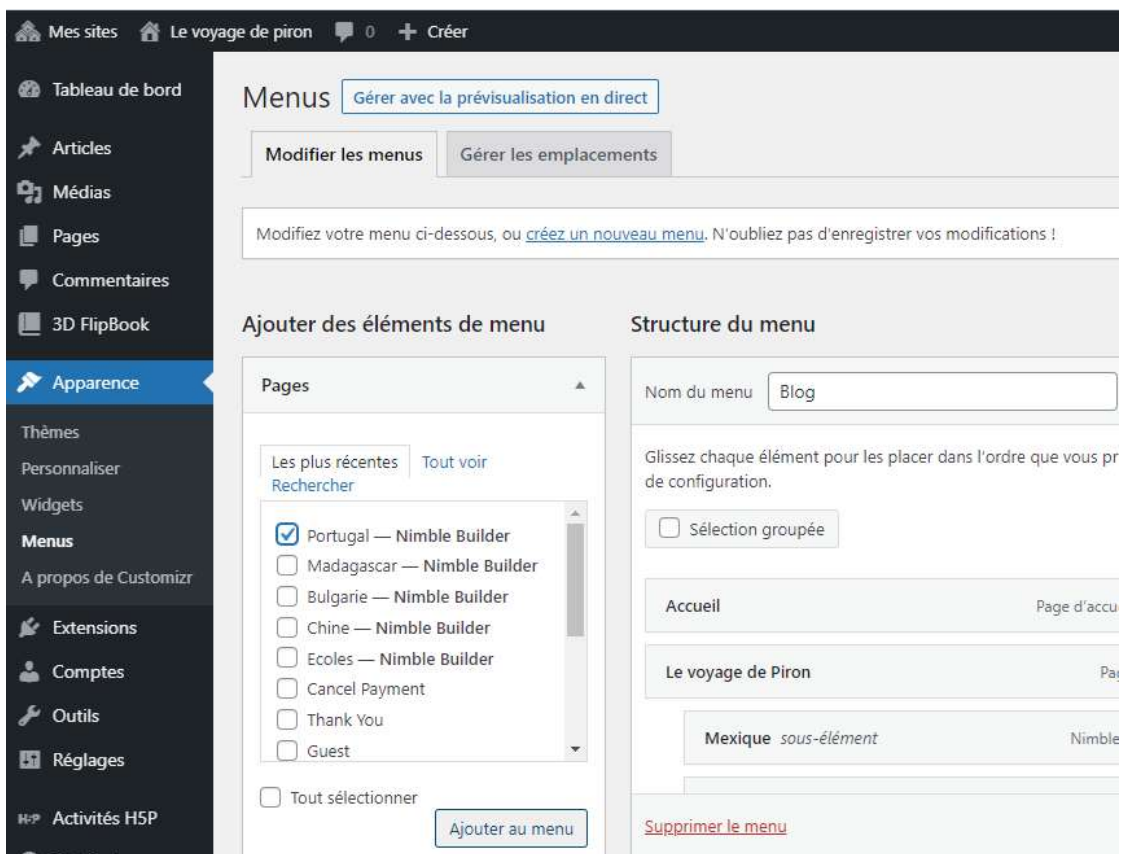 Mes sites Le voyage de piron 0 + Créer
Tableau de bord
Articles
Médias
Pages
Commentaires
3D FlipBook
Apparence
Thèmes
Personnaliser
Widgets
Menus
A propos de Customizr
Extensions
Comptes
Outils
Réglages
H5P Activités H5P
Menus Gérer avec la prévisualisation en direct
Modifier les menus Gérer les emplacements
Modifiez votre menu ci-dessous, ou créez un nouveau menu. N'oubliez pas d'enregistrer vos modifications !
Ajouter des éléments de menu
Pages
Les plus récentes Tout voir
Rechercher
Portugal — Nimble Builder
Madagascar — Nimble Builder
Bulgarie — Nimble Builder
Chine — Nimble Builder
Ecoles — Nimble Builder
Cancel Payment
Thank You
Guest
Tout sélectionner
Ajouter au menu
Structure du menu
Nom du menu Blog
Glissez chaque élément pour les placer dans l'ordre que vous pr
de configuration.
Sélection groupée
Accueil Page d'accu
Le voyage de Piron Pa
Mexique sous-élément Nimble
Supprimer le menu